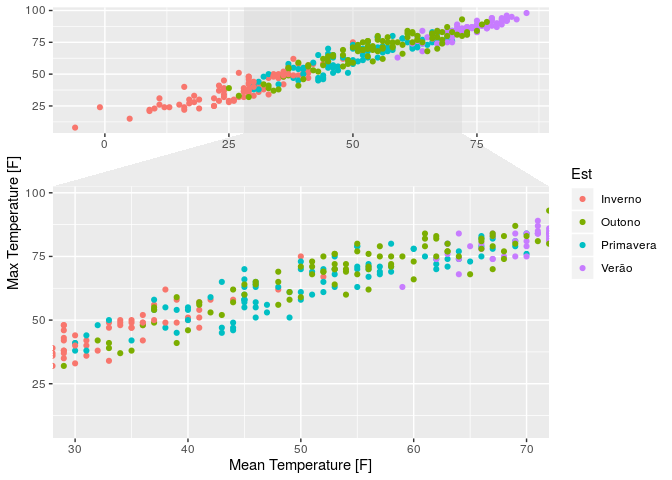 100
75
50
25
0
25
50
75
Max Temperature [F]
100
75
50
25
30
40
50
60
70
Mean Temperature [F]
Est
Inverno
Outono
Primavera
Verão